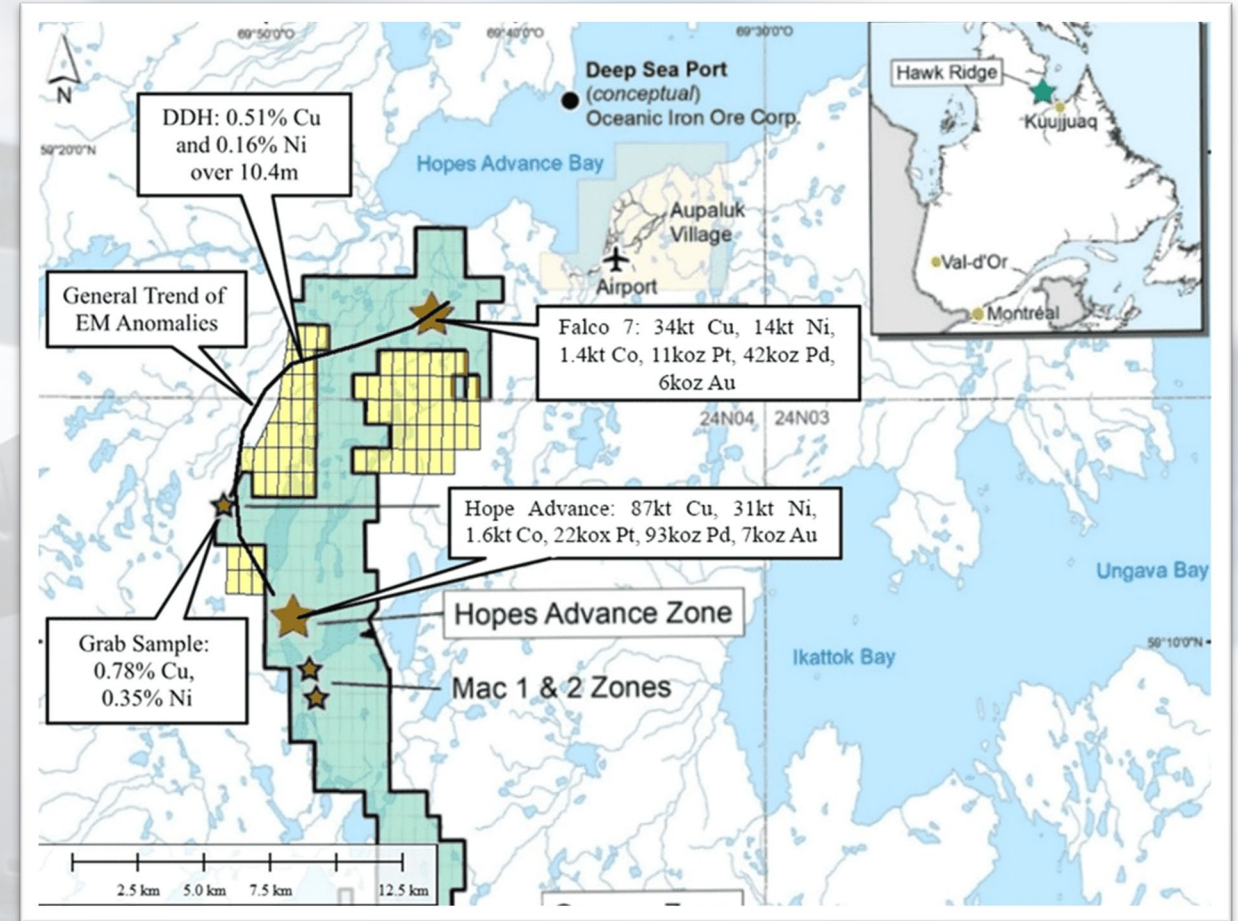 69°50'0"O
69°40'0"O
69°30'0"O
N
DDH: 0.51% Cu
and 0.16% Ni
over 10.4m
Deep Sea Port
(conceptual)
Oceanic Iron Ore Corp.
59°20'0"N
Hopes Advance Bay
Aupaluk
Village
Airport
Hawk Ridge
Kuujjuaq
Val-d'Or
Montréal
General Trend of
EM Anomalies
Falco 7: 34kt Cu, 14kt Ni,
1.4kt Co, 11koz Pt, 42koz Pd,
6koz Au
24N04 24N03
Hope Advance: 87kt Cu, 31kt Ni,
1.6kt Co, 22kox Pt, 93koz Pd, 7koz Au
Ungava Bay
Hopes Advance Zone
59°10'0"N
Ikattok Bay
Grab Sample:
0.78% Cu,
0.35% Ni
Mac 1 & 2 Zones
2.5 km 5.0 km 7.5 km 12.5 km